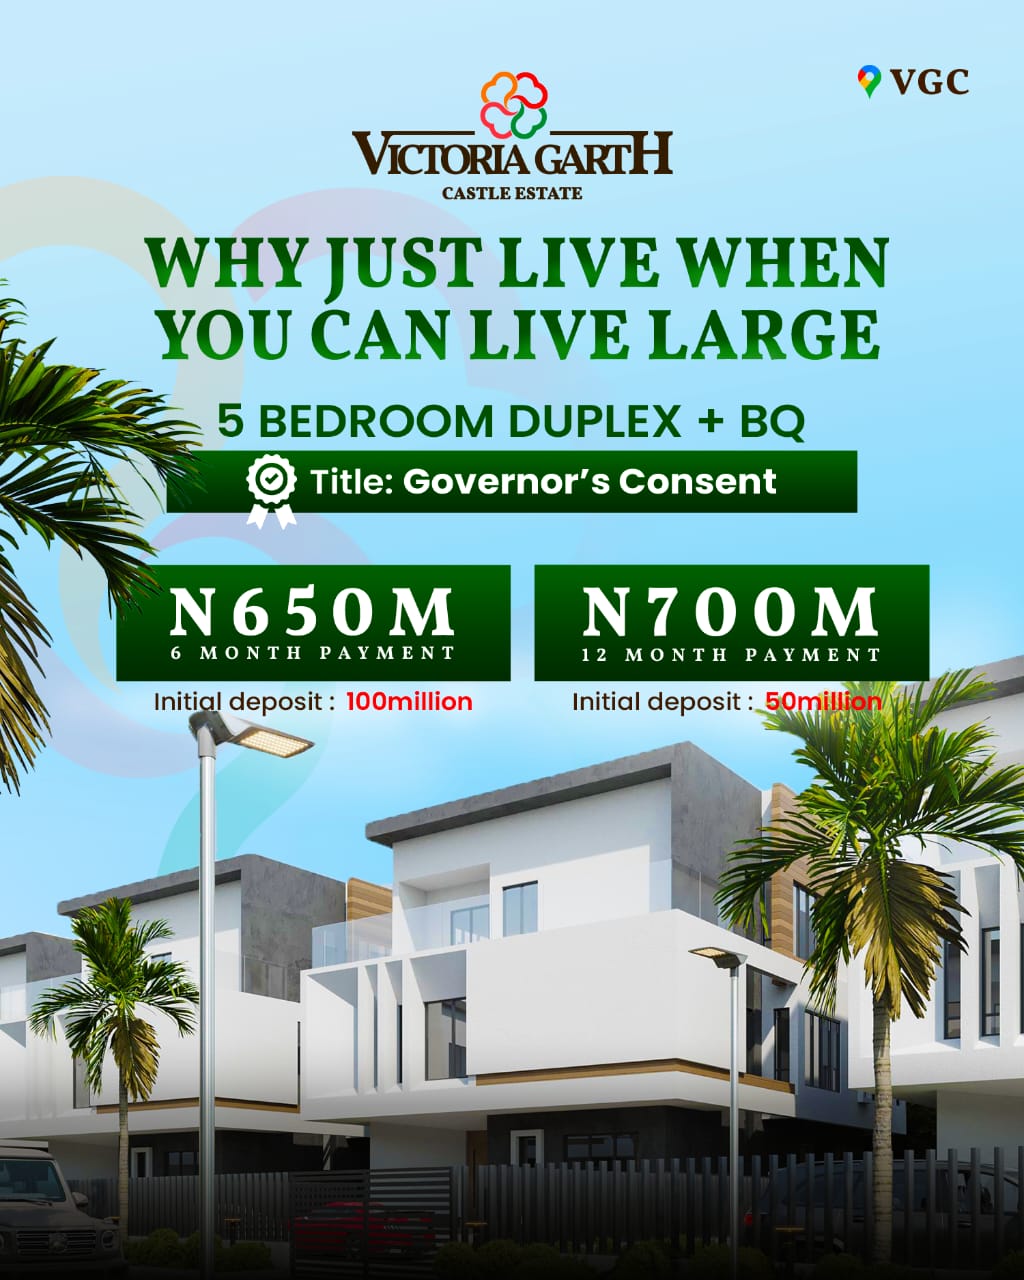 VGC
VICTORIA GARTH
CASTLE ESTATE
WHY JUST LIVE WHEN
YOU CAN LIVE LARGE
5 BEDROOM DUPLEX + BQ
Title: Governor's Consent
N650M
6 MONTH PAYMENT
Initial deposit : 100million
N700M
12 MONTH PAYMENT
Initial deposit : 50million